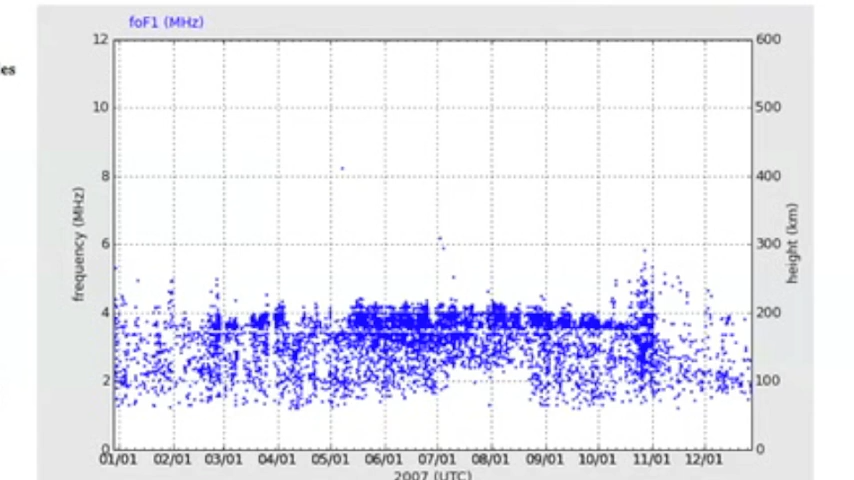 foF1 (MHz)
ies
12
10
8
6
4
2
0
frequency (MHz)
600
500
400
300
200
100
0
height (km)
01/01 02/01 03/01 04/01 05/01 06/01 07/01 08/01 09/01 10/01 11/01 12/01
2007 (UTC)